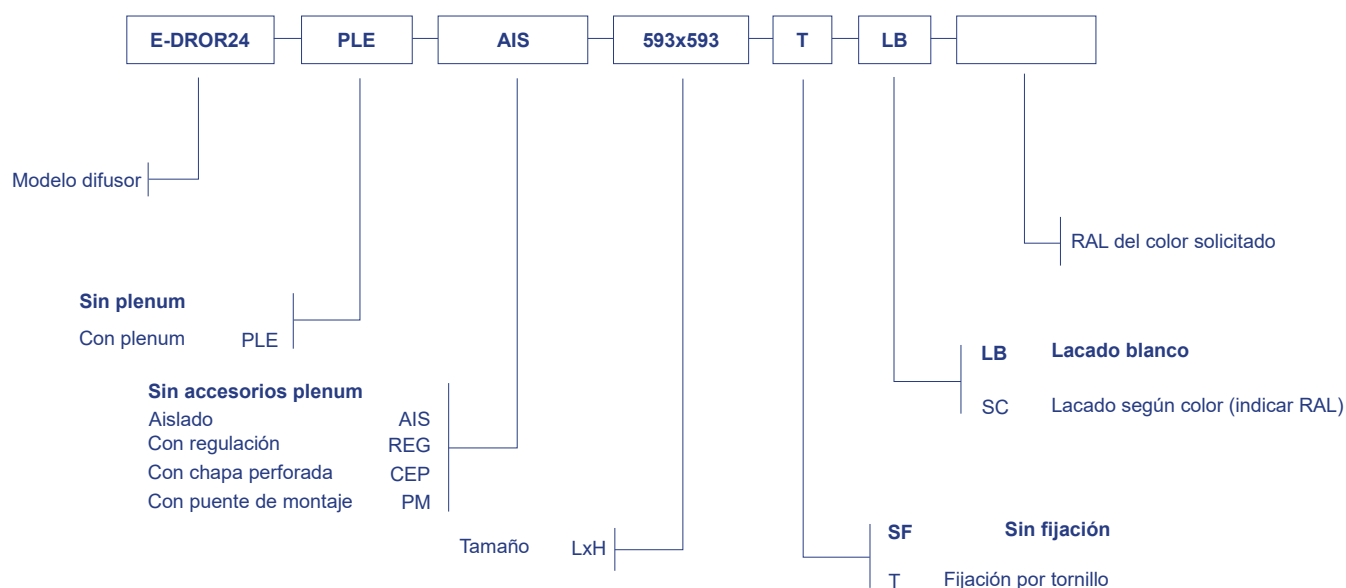 E-DROR24 PLE AIS 593x593 T LB
Modelo difusor
RAL del color solicitado
Sin plenum
Con plenum PLE
LB Lacado blanco
SC Lacado según color (indicar RAL)
Sin accesorios plenum
Aislado AIS
Con regulación REG
Con chapa perforada CEP
Con puente de montaje PM
Tamaño LxH
SF Sin fijación
T Fijación por tornillo